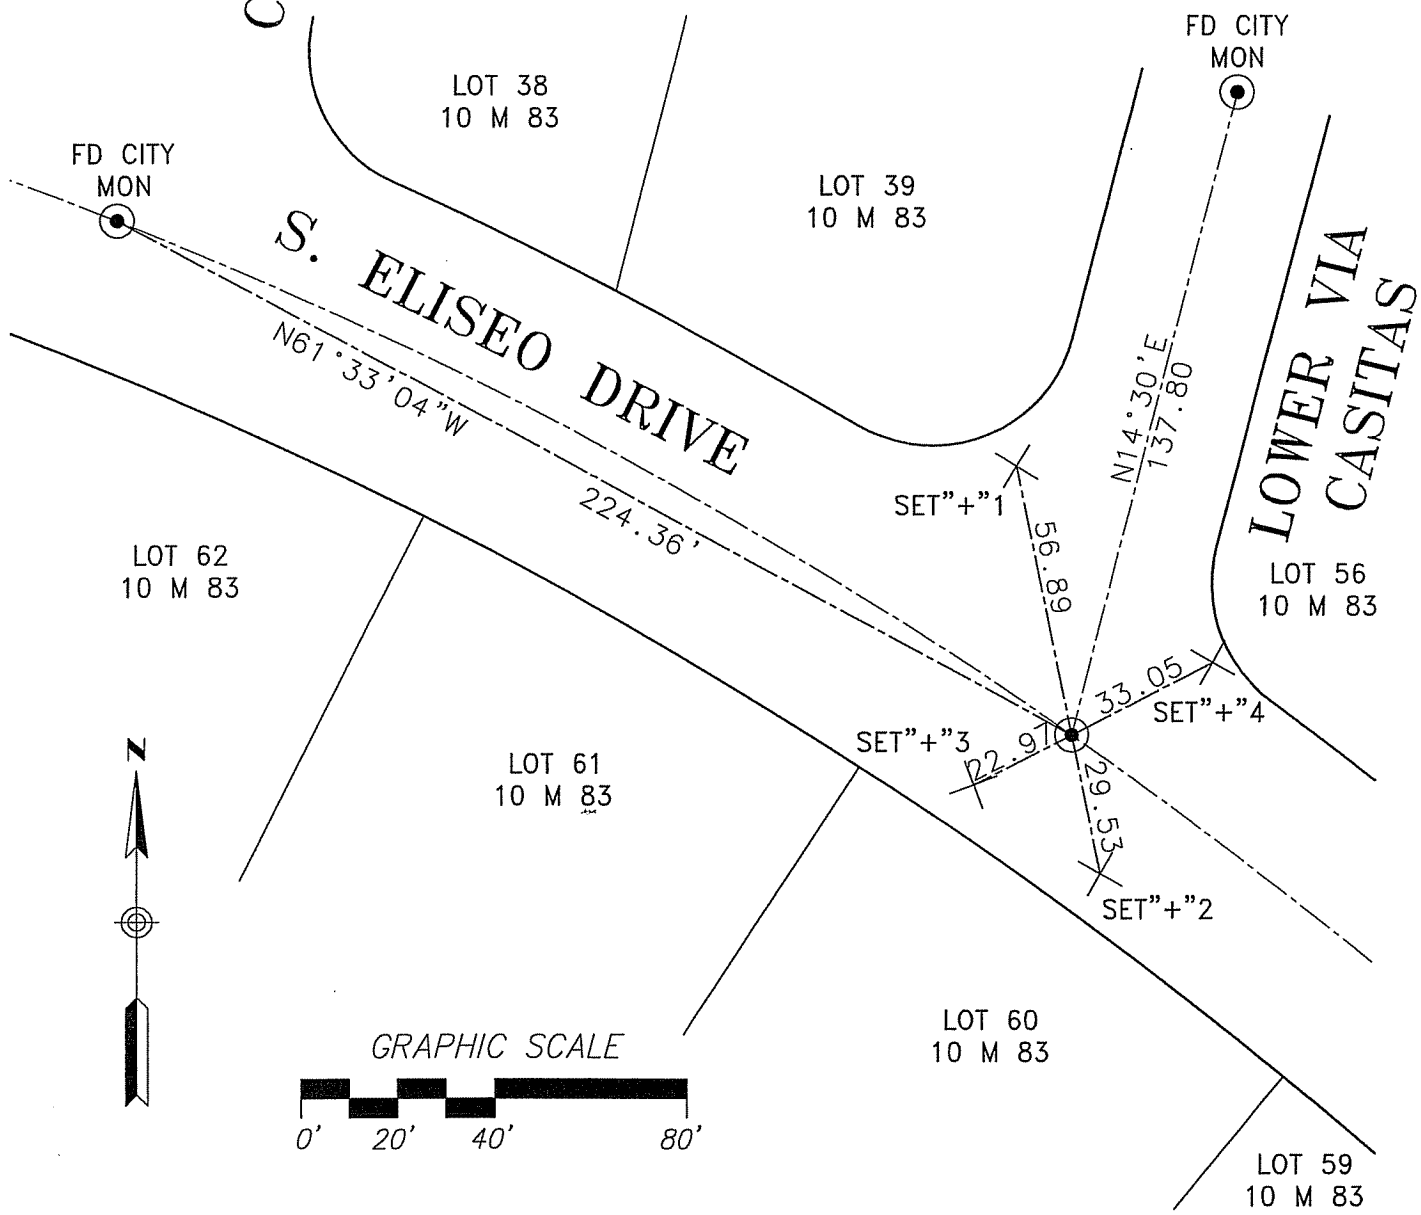 C
FD CITY
MON
LOT 38
10 M 83
FD CITY
MON
LOT 39
10 M 83
S. ELISEO DRIVE
N61°33'04"W
224.36'
N14°30'E
137.80
LOWER VIA
CASITAS
SET"+"1
56.89
LOT 62
10 M 83
LOT 56
10 M 83
33.05
SET"+"4
SET"+"3
22.97
29.53
SET"+"2
N
LOT 61
10 M 83
LOT 60
10 M 83
GRAPHIC SCALE
0' 20' 40' 80'
LOT 59
10 M 83